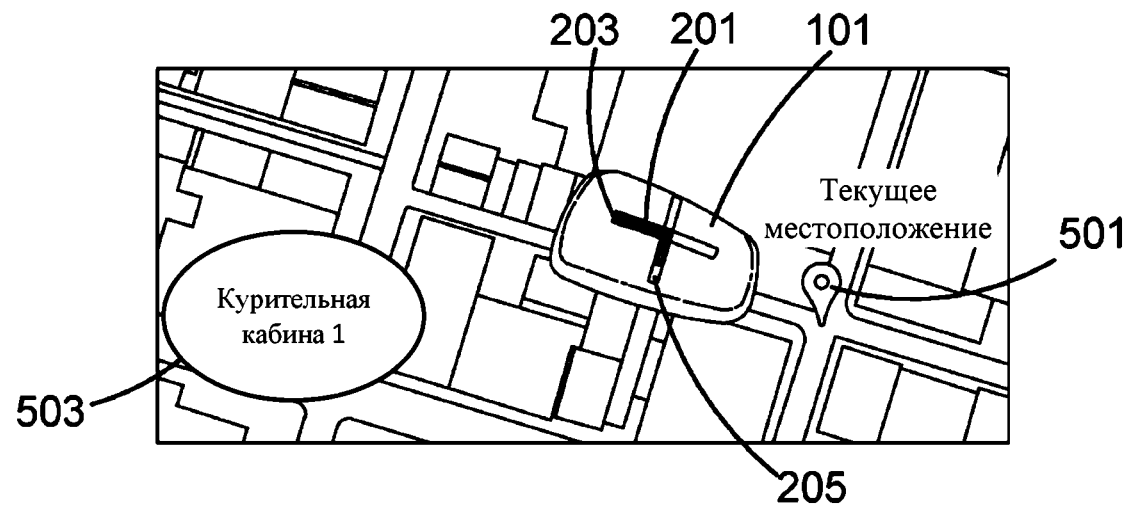 203 201 101
Текущее
местоположение
501
Курительная
кабина 1
503
205